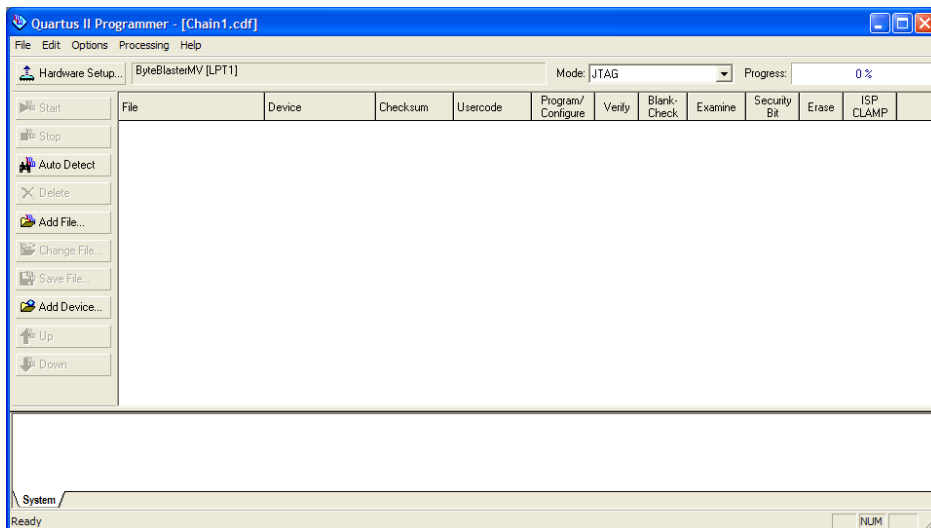 Quartus II Programmer - [Chain1.cdf]
File Edit Options Processing Help
Hardware Setup... ByteBlasterMV [LPT1] Mode: JTAG Progress: 0 %
Start
File Device Checksum Usercode Program/ Configure Verify Blank- Check Examine Security Bit Erase ISP CLAMP
Stop
Auto Detect
Delete
Add File...
Change File...
Save File...
Add Device...
Up
Down
System
Ready NUM